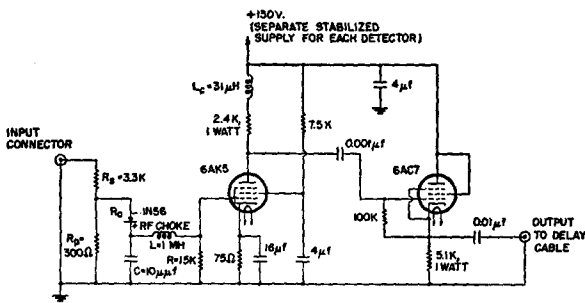 +150V.
(SEPARATE STABILIZED
SUPPLY FOR EACH DETECTOR)
Lc=31μH
4μf
2.4K,
1 WATT
7.5K
INPUT
CONNECTOR
0.001μf
6AK5
6AC7
Rs=3.3K
Rc
1N56
RF CHOKE
L=1 MH
100K
0.01μf
OUTPUT
TO DELAY
CABLE
Rp=
300Ω
C=10μμf
R=15K
75Ω
16μf
4μf
5.1K,
1 WATT